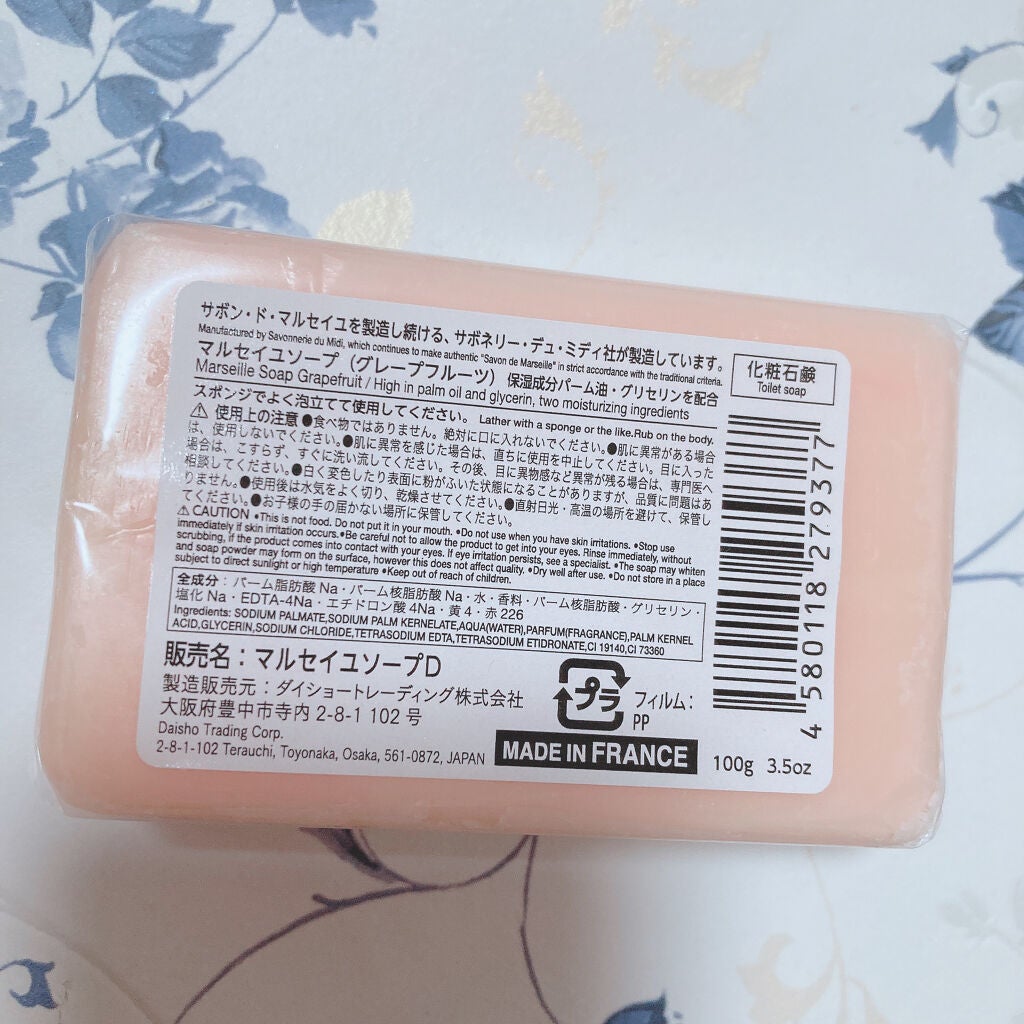 サボン・ド・マルセイユを製造し続ける、サボネリー・デュ・ミディ社が製造しています。
Manufactured by Savonnerie du Midi, which continues to make authentic "Savon de Marseille" in strict accordance with the traditional criteria.
マルセイユソープ（グレープフルーツ） 保湿成分パーム油・グリセリンを配合
Marseille Soap Grapefruit / High in palm oil and glycerin, two moisturizing ingredients
化粧石鹸
Toilet soap
スポンジでよく泡立てて使用してください。 Lather with a sponge or the like.Rub on the body.
⚠ 使用上の注意 ●食べ物ではありません。絶対に口に入れないでください。●肌に異常がある場合
は、使用しないでください。●肌に異常を感じた場合は、直ちに使用を中止してください。目に入った
場合は、こすらず、すぐに洗い流してください。その後、目に異物感など異常が残る場合は、専門医へ
相談してください。●白く変色したり表面に粉がふいた状態になることがありますが、品質に問題はあ
りません。●使用後は水気をよく切り、乾燥させてください。●直射日光・高温の場所を避けて、保管し
てください。●お子様の手の届かない場所に保管してください。
⚠CAUTION ●This is not food. Do not put it in your mouth. ●Do not use when you have skin irritations. ●Stop use
immediately if skin irritation occurs.●Be careful not to allow the product to get into your eyes. Rinse immediately, without
scrubbing, if the product comes into contact with your eyes. If eye irritation persists, see a specialist. ●The soap may whiten
and soap powder may form on the surface, however this does not affect quality. ●Dry well after use. ●Do not store in a place
subject to direct sunlight or high temperature ●Keep out of reach of children.
全成分：パーム脂肪酸 Na・パーム核脂肪酸 Na・水・香料・パーム核脂肪酸・グリセリン・
塩化 Na・EDTA-4Na・エチドロン酸 4Na・黄 4・赤 226
Ingredients: SODIUM PALMATE,SODIUM PALM KERNELATE,AQUA(WATER),PARFUM(FRAGRANCE),PALM KERNEL
ACID,GLYCERIN,SODIUM CHLORIDE,TETRASODIUM EDTA,TETRASODIUM ETIDRONATE,CI 19140,CI 73360
販売名：マルセイユソープD
製造販売元：ダイショートレーディング株式会社
大阪府豊中市寺内 2-8-1 102 号
Daisho Trading Corp.
2-8-1-102 Terauchi, Toyonaka, Osaka, 561-0872, JAPAN
プラ
フィルム：
PP
MADE IN FRANCE
100g 3.5oz
4 580118 279377